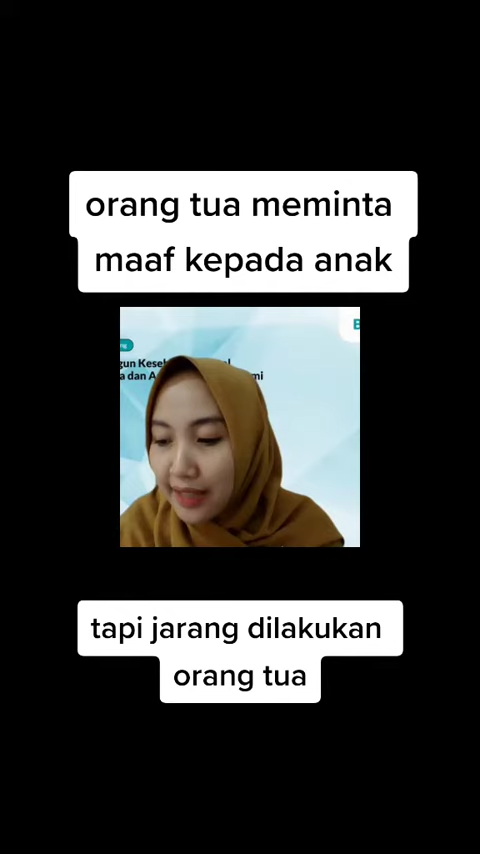 orang tua meminta
maaf kepada anak
tapi jarang dilakukan
orang tua